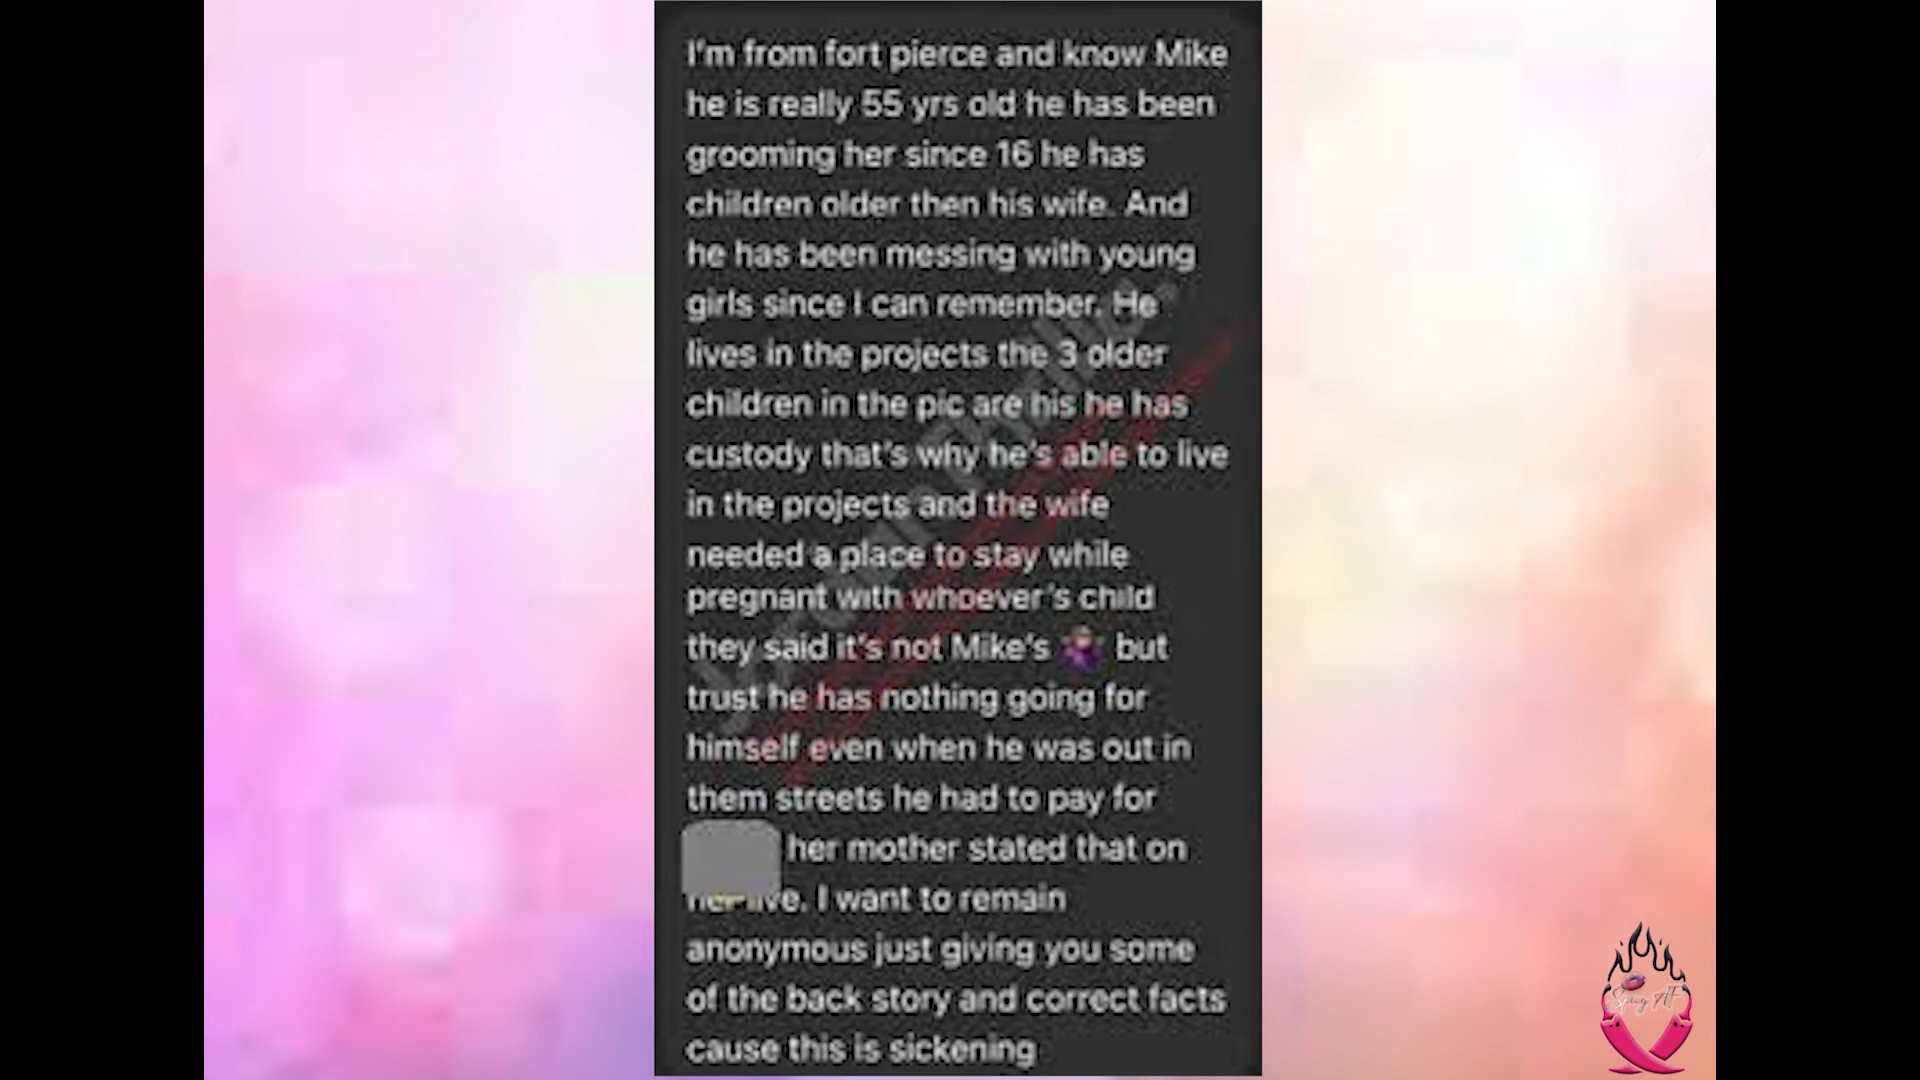 I'm from fort pierce and know Mike
he is really 55 yrs old he has been
grooming her since 16 he has
children older then his wife. And
he has been messing with young
girls since I can remember. He
lives in the projects the 3 older
children in the pic are his he has
custody that's why he's able to live
in the projects and the wife
needed a place to stay while
pregnant with whoever's child
they said it's not Mike's 🤷‍♀️ but
trust he has nothing going for
himself even when he was out in
them streets he had to pay for
her mother stated that on
her live. I want to remain
anonymous just giving you some
of the back story and correct facts
cause this is sickening
Spicy AF